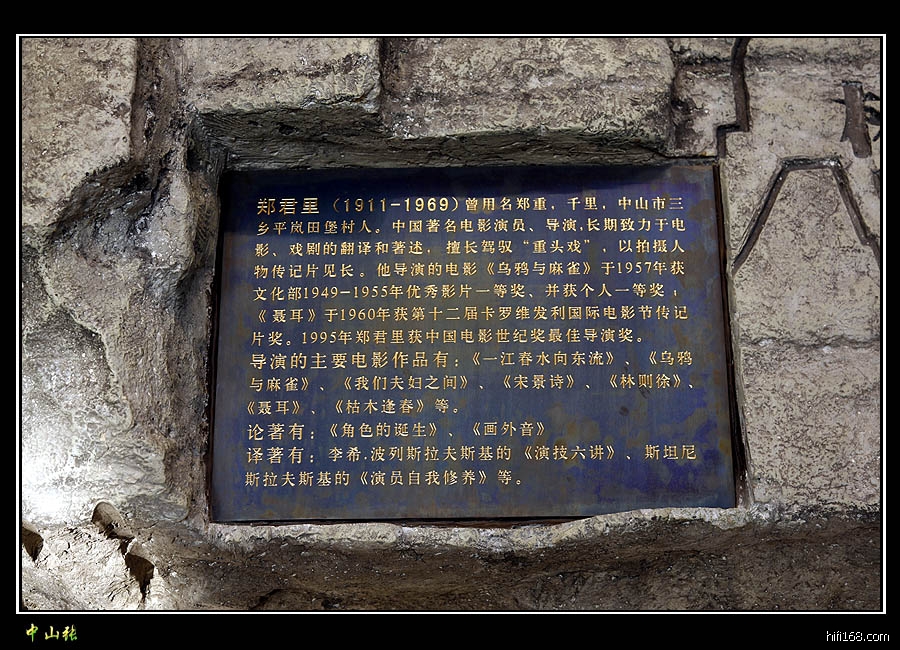 郑君里（1911-1969）曾用名郑重，千里，中山市三
乡平岚田堡村人。中国著名电影演员、导演，长期致力于电
影、戏剧的翻译和著述，擅长驾驭“重头戏”，以拍摄人
物传记片见长。他导演的电影《乌鸦与麻雀》于1957年获
文化部1949-1955年优秀影片一等奖、并获个人一等奖；
《聂耳》于1960年获第十二届卡罗维发利国际电影节传记
片奖。1995年郑君里获中国电影世纪奖最佳导演奖。
导演的主要电影作品有：《一江春水向东流》、《乌鸦
与麻雀》、《我们夫妇之间》、《宋景诗》、《林则徐》、
《聂耳》、《枯木逢春》等。
论著有：《角色的诞生》、《画外音》
译著有：李希.波列斯拉夫斯基的《演技六讲》、斯坦尼
斯拉夫斯基的《演员自我修养》等。
中山张
hifi168.com